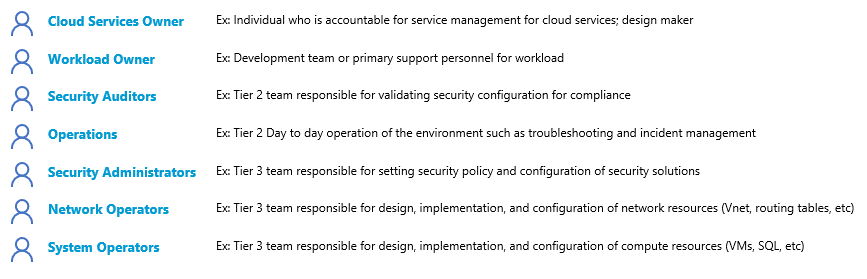 Cloud Services Owner Ex: Individual who is accountable for service management for cloud services; design maker
Workload Owner Ex: Development team or primary support personnel for workload
Security Auditors Ex: Tier 2 team responsible for validating security configuration for compliance
Operations Ex: Tier 2 Day to day operation of the environment such as troubleshooting and incident management
Security Administrators Ex: Tier 3 team responsible for setting security policy and configuration of security solutions
Network Operators Ex: Tier 3 team responsible for design, implementation, and configuration of network resources (Vnet, routing tables, etc)
System Operators Ex: Tier 3 team responsible for design, implementation, and configuration of compute resources (VMs, SQL, etc)